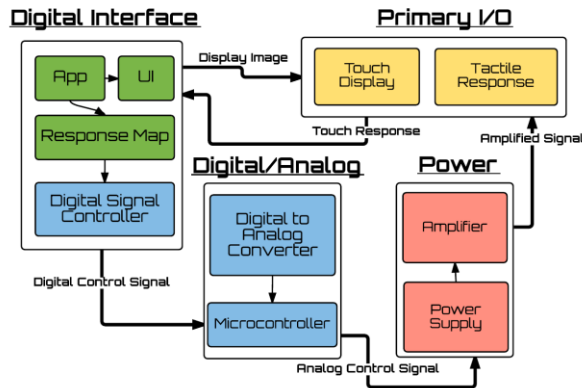 Digital Interface
Primary I/O
App
UI
Display Image
Touch
Display
Tactile
Response
Response Map
Touch Response
Amplified Signal
Digital Signal
Controller
Digital/Analog
Power
Digital to
Analog
Converter
Amplifier
Digital Control Signal
Microcontroller
Power
Supply
Analog Control Signal